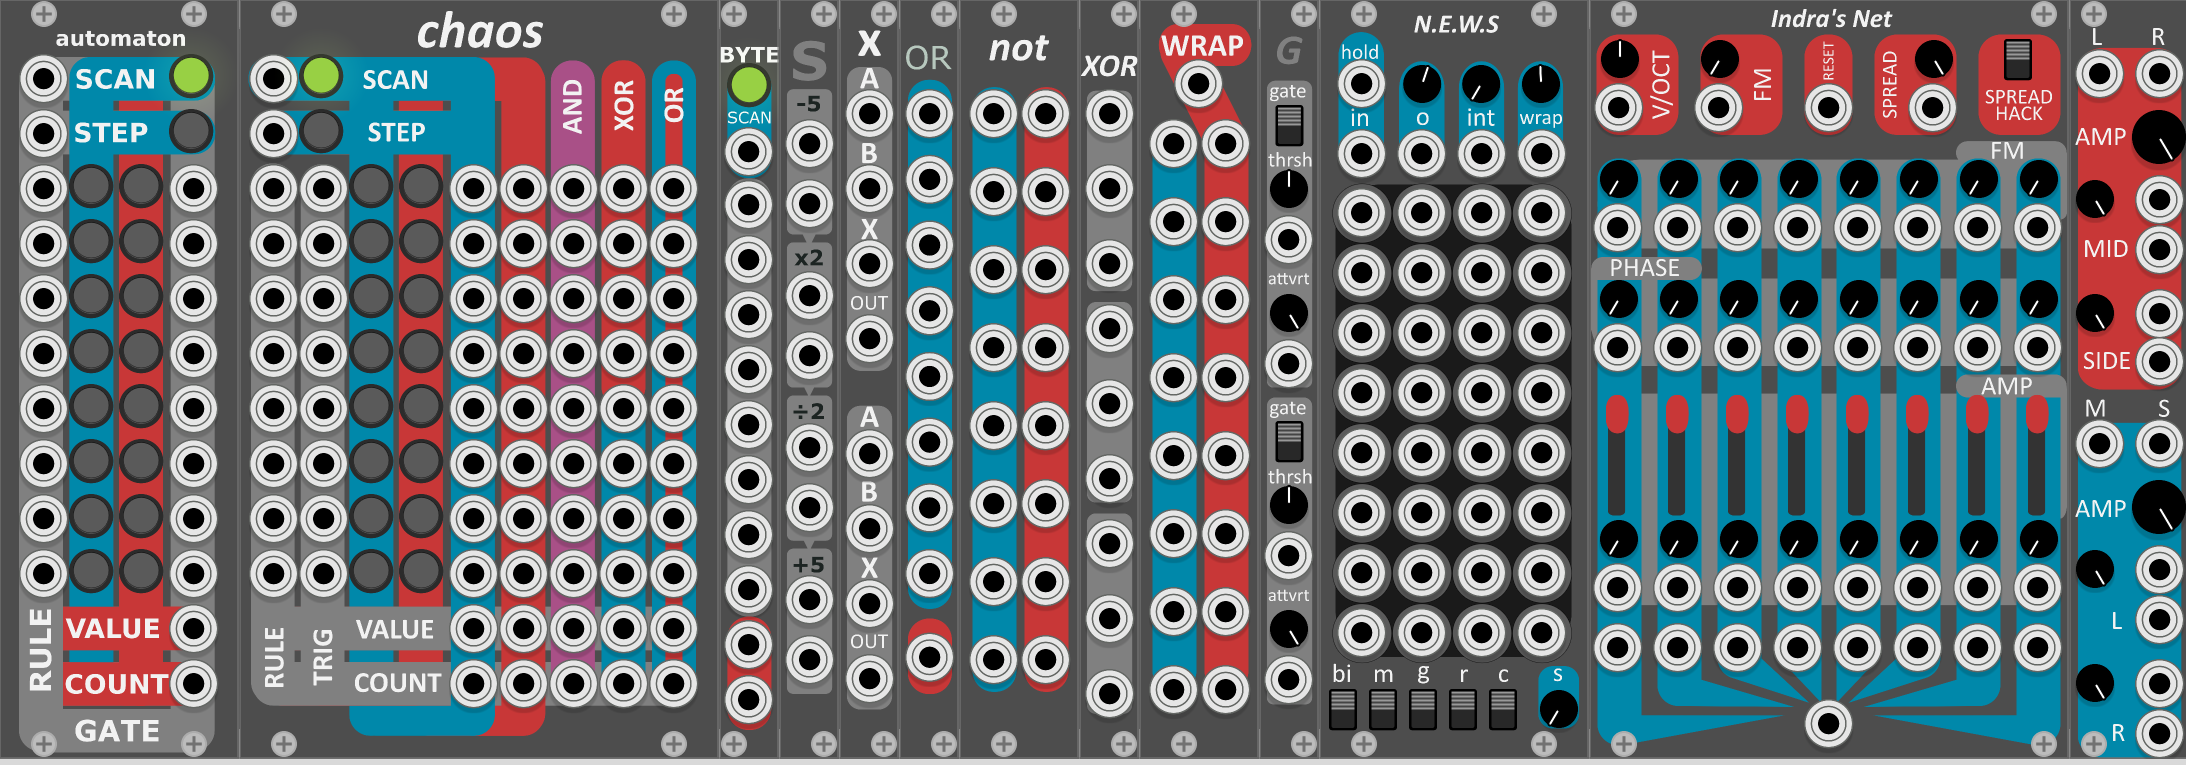 automaton
SCAN
STEP
RULE
VALUE
COUNT
GATE
chaos
SCAN
STEP
AND
XOR
OR
RULE
TRIG
VALUE
COUNT
BYTE
SCAN
S
-5
x2
÷2
+5
X
A
B
X
OUT
A
B
X
OUT
OR
not
XOR
WRAP
G
gate
thrsh
attvrt
gate
thrsh
attvrt
N.E.W.S
hold
in
o
int
wrap
bi
m
g
r
c
s
Indra's Net
V/OCT
FM
RESET
SPREAD
SPREAD
HACK
FM
PHASE
AMP
L
R
AMP
MID
SIDE
M
S
AMP
L
R